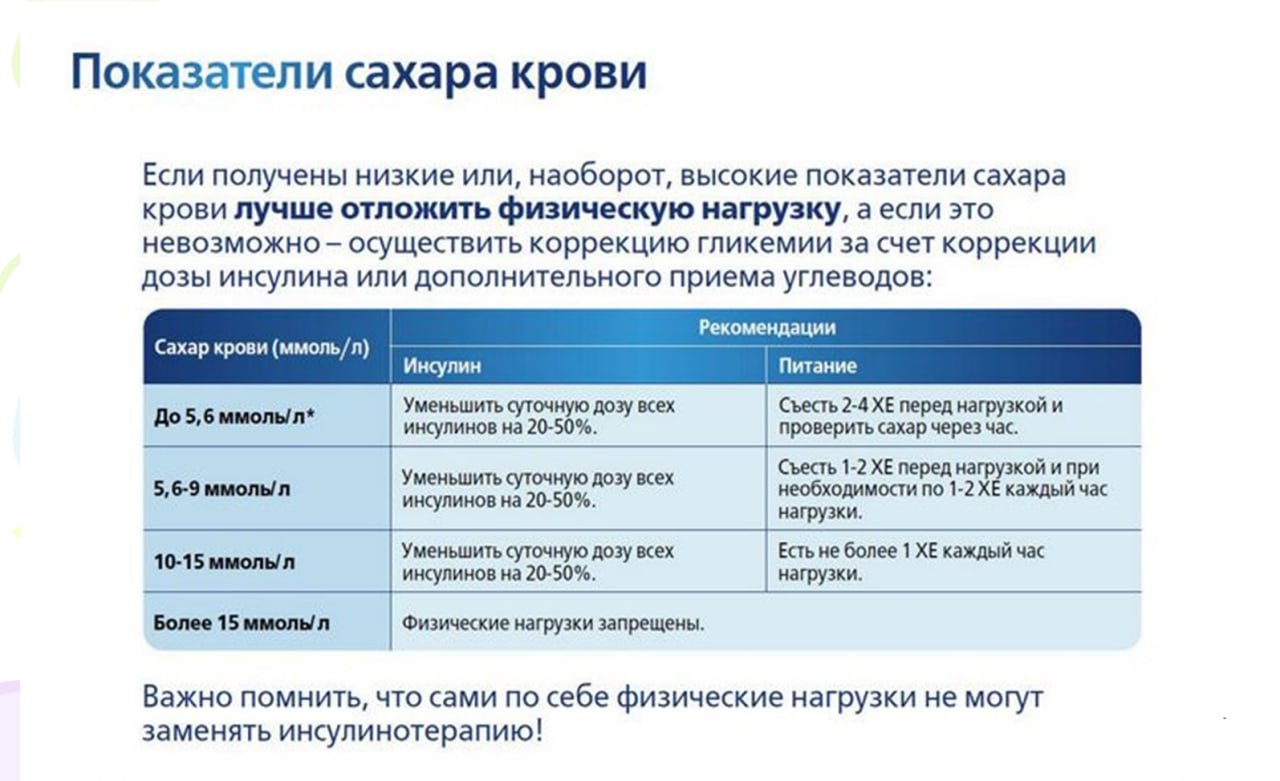 Показатели сахара крови
Если получены низкие или, наоборот, высокие показатели сахара
крови лучше отложить физическую нагрузку, а если это
невозможно – осуществить коррекцию гликемии за счет коррекции
дозы инсулина или дополнительного приема углеводов:
Сахар крови (ммоль/л)
Рекомендации
Инсулин
Питание
До 5,6 ммоль/л*
Уменьшить суточную дозу всех
инсулинов на 20-50%.
Съесть 2-4 ХЕ перед нагрузкой и
проверить сахар через час.
5,6-9 ммоль/л
Уменьшить суточную дозу всех
инсулинов на 20-50%.
Съесть 1-2 ХЕ перед нагрузкой и при
необходимости по 1-2 ХЕ каждый час
нагрузки.
10-15 ммоль/л
Уменьшить суточную дозу всех
инсулинов на 20-50%.
Есть не более 1 ХЕ каждый час
нагрузки.
Более 15 ммоль/л
Физические нагрузки запрещены.
Важно помнить, что сами по себе физические нагрузки не могут
заменять инсулинотерапию!